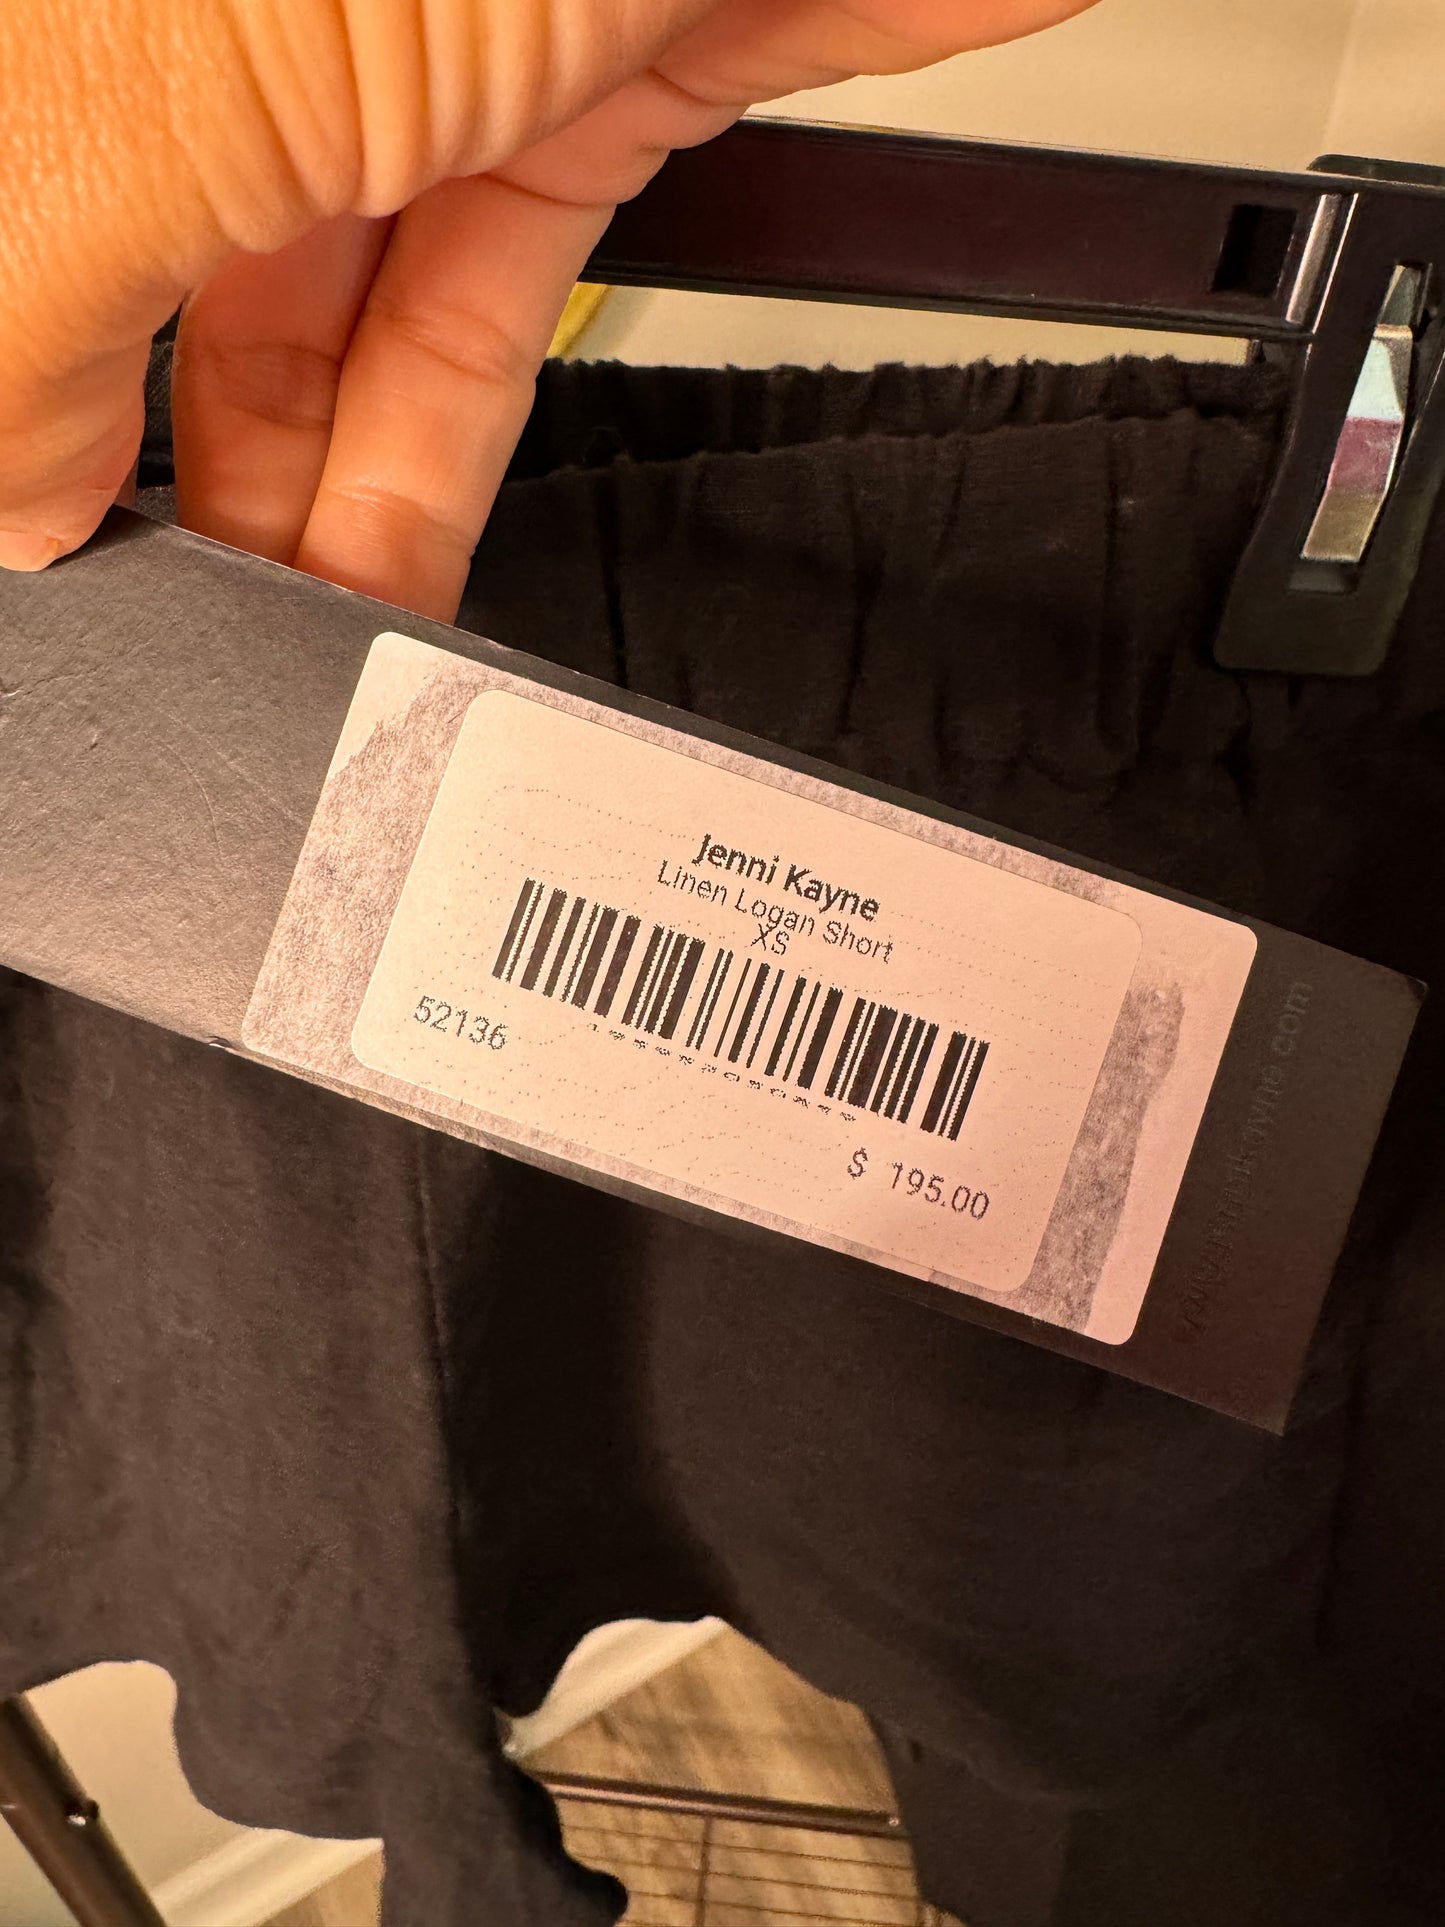 Jenni Kayne
Linen Logan Short
XS
52136
$ 195.00